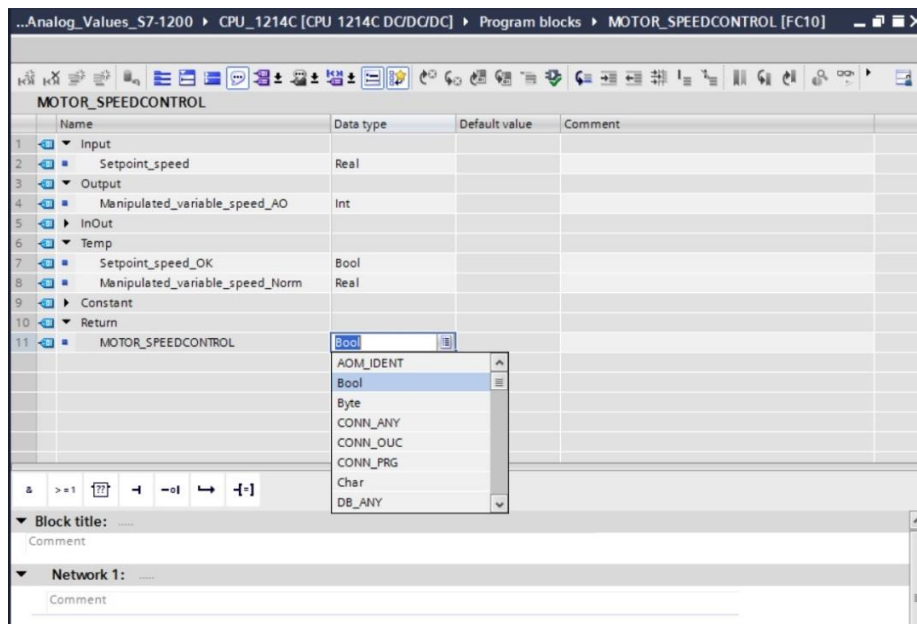 ...Analog_Values_S7-1200 ▸ CPU_1214C [CPU 1214C DC/DC/DC] ▸ Program blocks ▸ MOTOR_SPEEDCONTROL [FC10]
MOTOR_SPEEDCONTROL
Name Data type Default value Comment
1 Input
2 Setpoint_speed Real
3 Output
4 Manipulated_variable_speed_AO Int
5 InOut
6 Temp
7 Setpoint_speed_OK Bool
8 Manipulated_variable_speed_Norm Real
9 Constant
10 Return
11 MOTOR_SPEEDCONTROL Bool
AOM_IDENT
Bool
Byte
CONN_ANY
CONN_OUC
CONN_PRG
Char
DB_ANY
& >=1 ??
Block title: .....
Comment
Network 1: .....
Comment